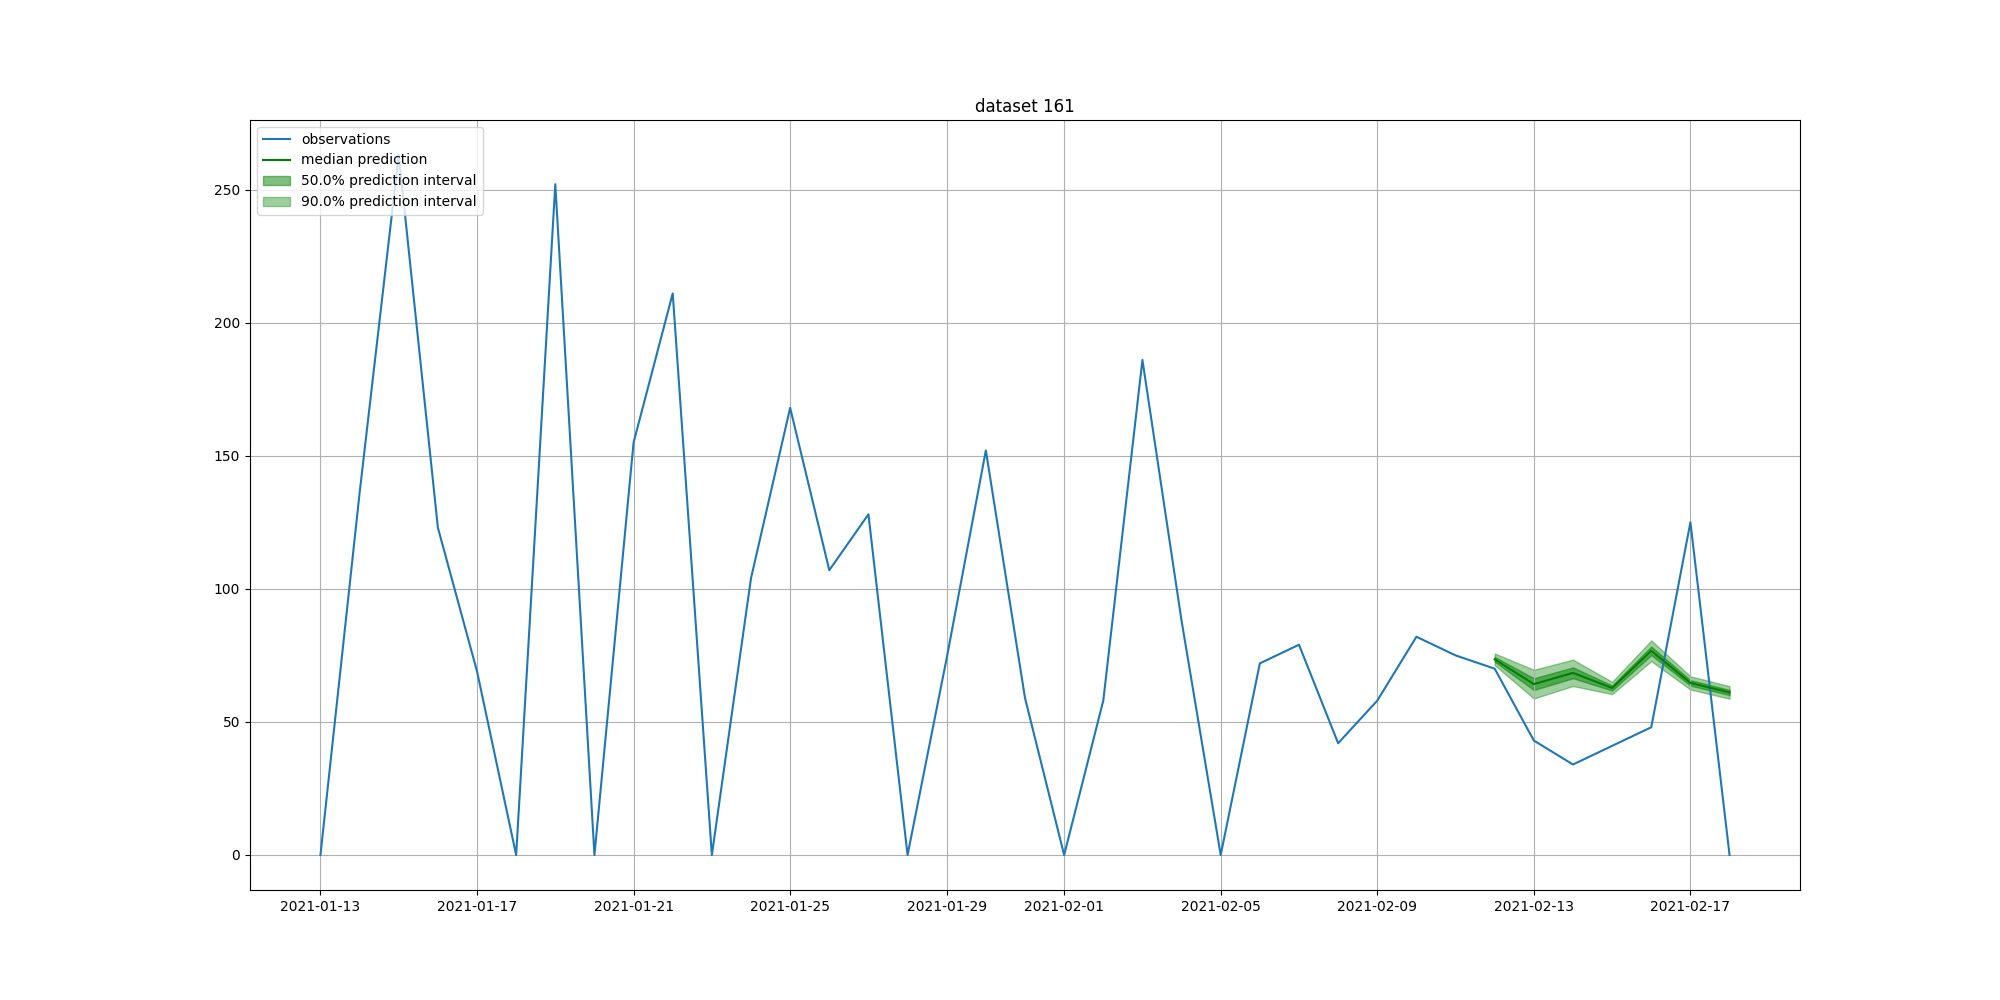 dataset 161
observations
median prediction
50.0% prediction interval
90.0% prediction interval
250
200
150
100
50
0
2021-01-13 2021-01-17 2021-01-21 2021-01-25 2021-01-29 2021-02-01 2021-02-05 2021-02-09 2021-02-13 2021-02-17